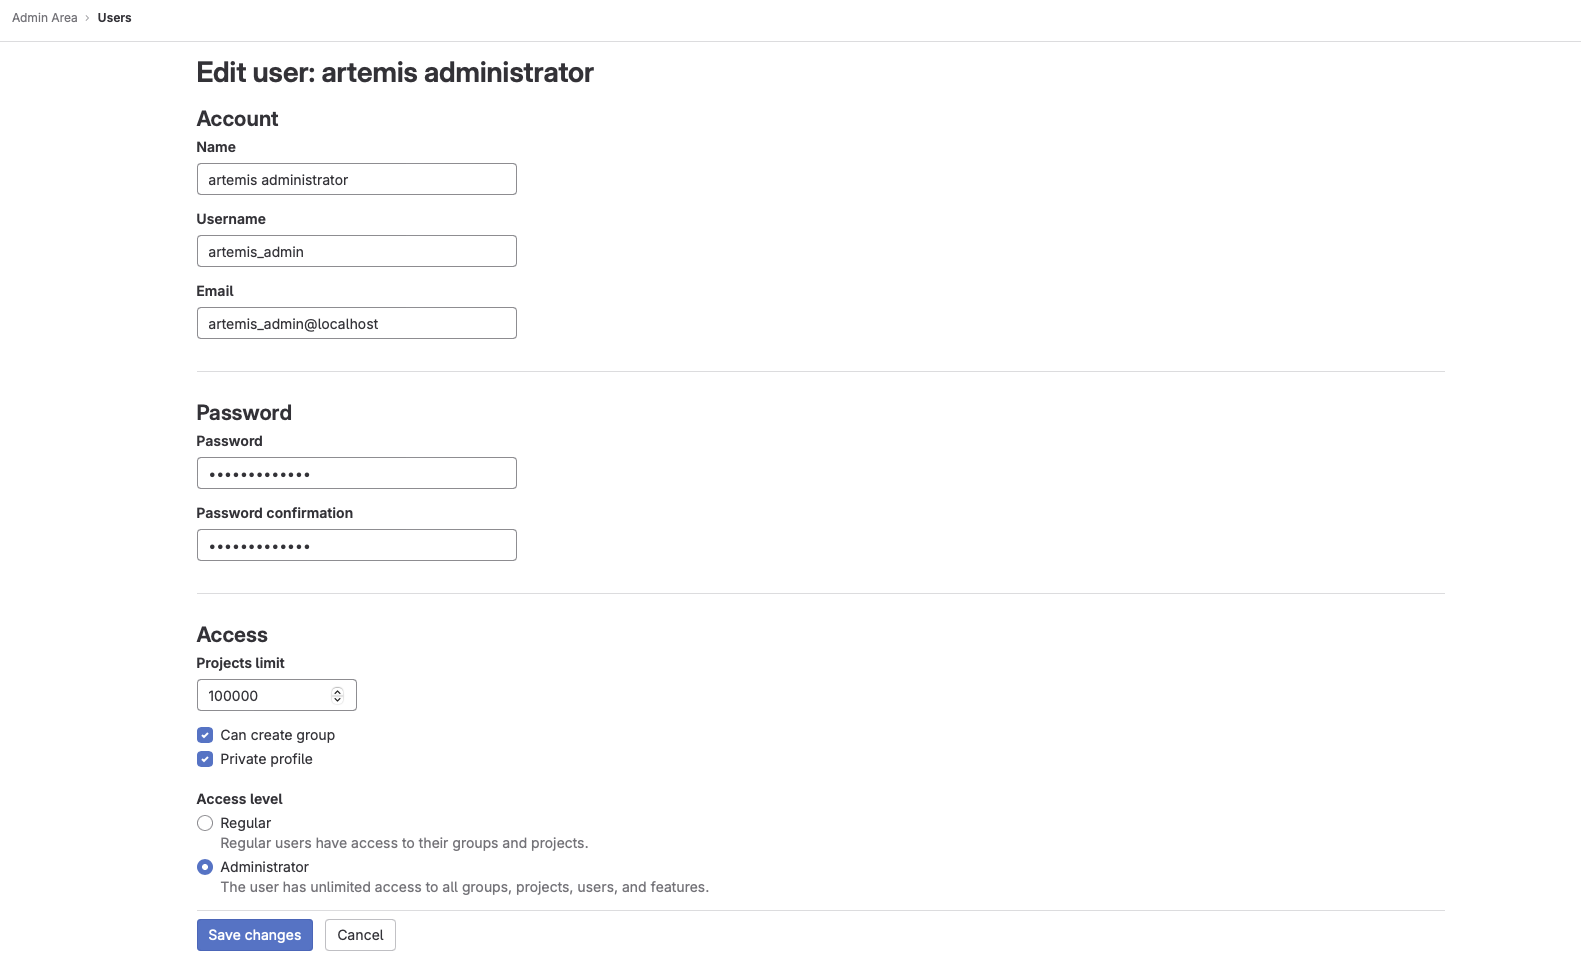 Admin Area › Users
Edit user: artemis administrator
Account
Name
artemis administrator
Username
artemis_admin
Email
artemis_admin@localhost
Password
Password
•••••••••••••
Password confirmation
•••••••••••••
Access
Projects limit
100000
Can create group
Private profile
Access level
Regular
Regular users have access to their groups and projects.
Administrator
The user has unlimited access to all groups, projects, users, and features.
Save changes Cancel